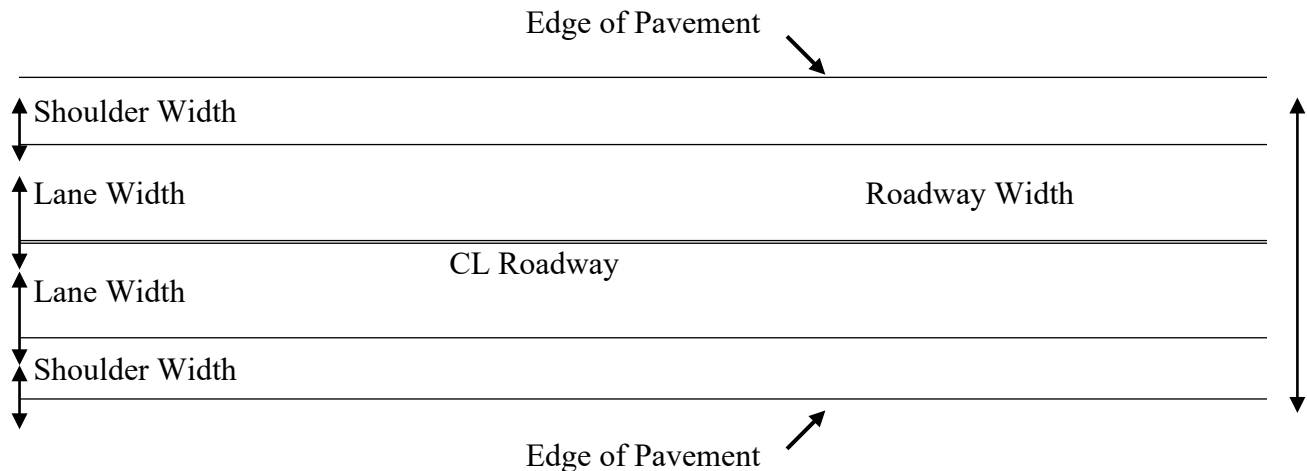 Edge of Pavement
Shoulder Width
Lane Width
Roadway Width
CL Roadway
Lane Width
Shoulder Width
Edge of Pavement